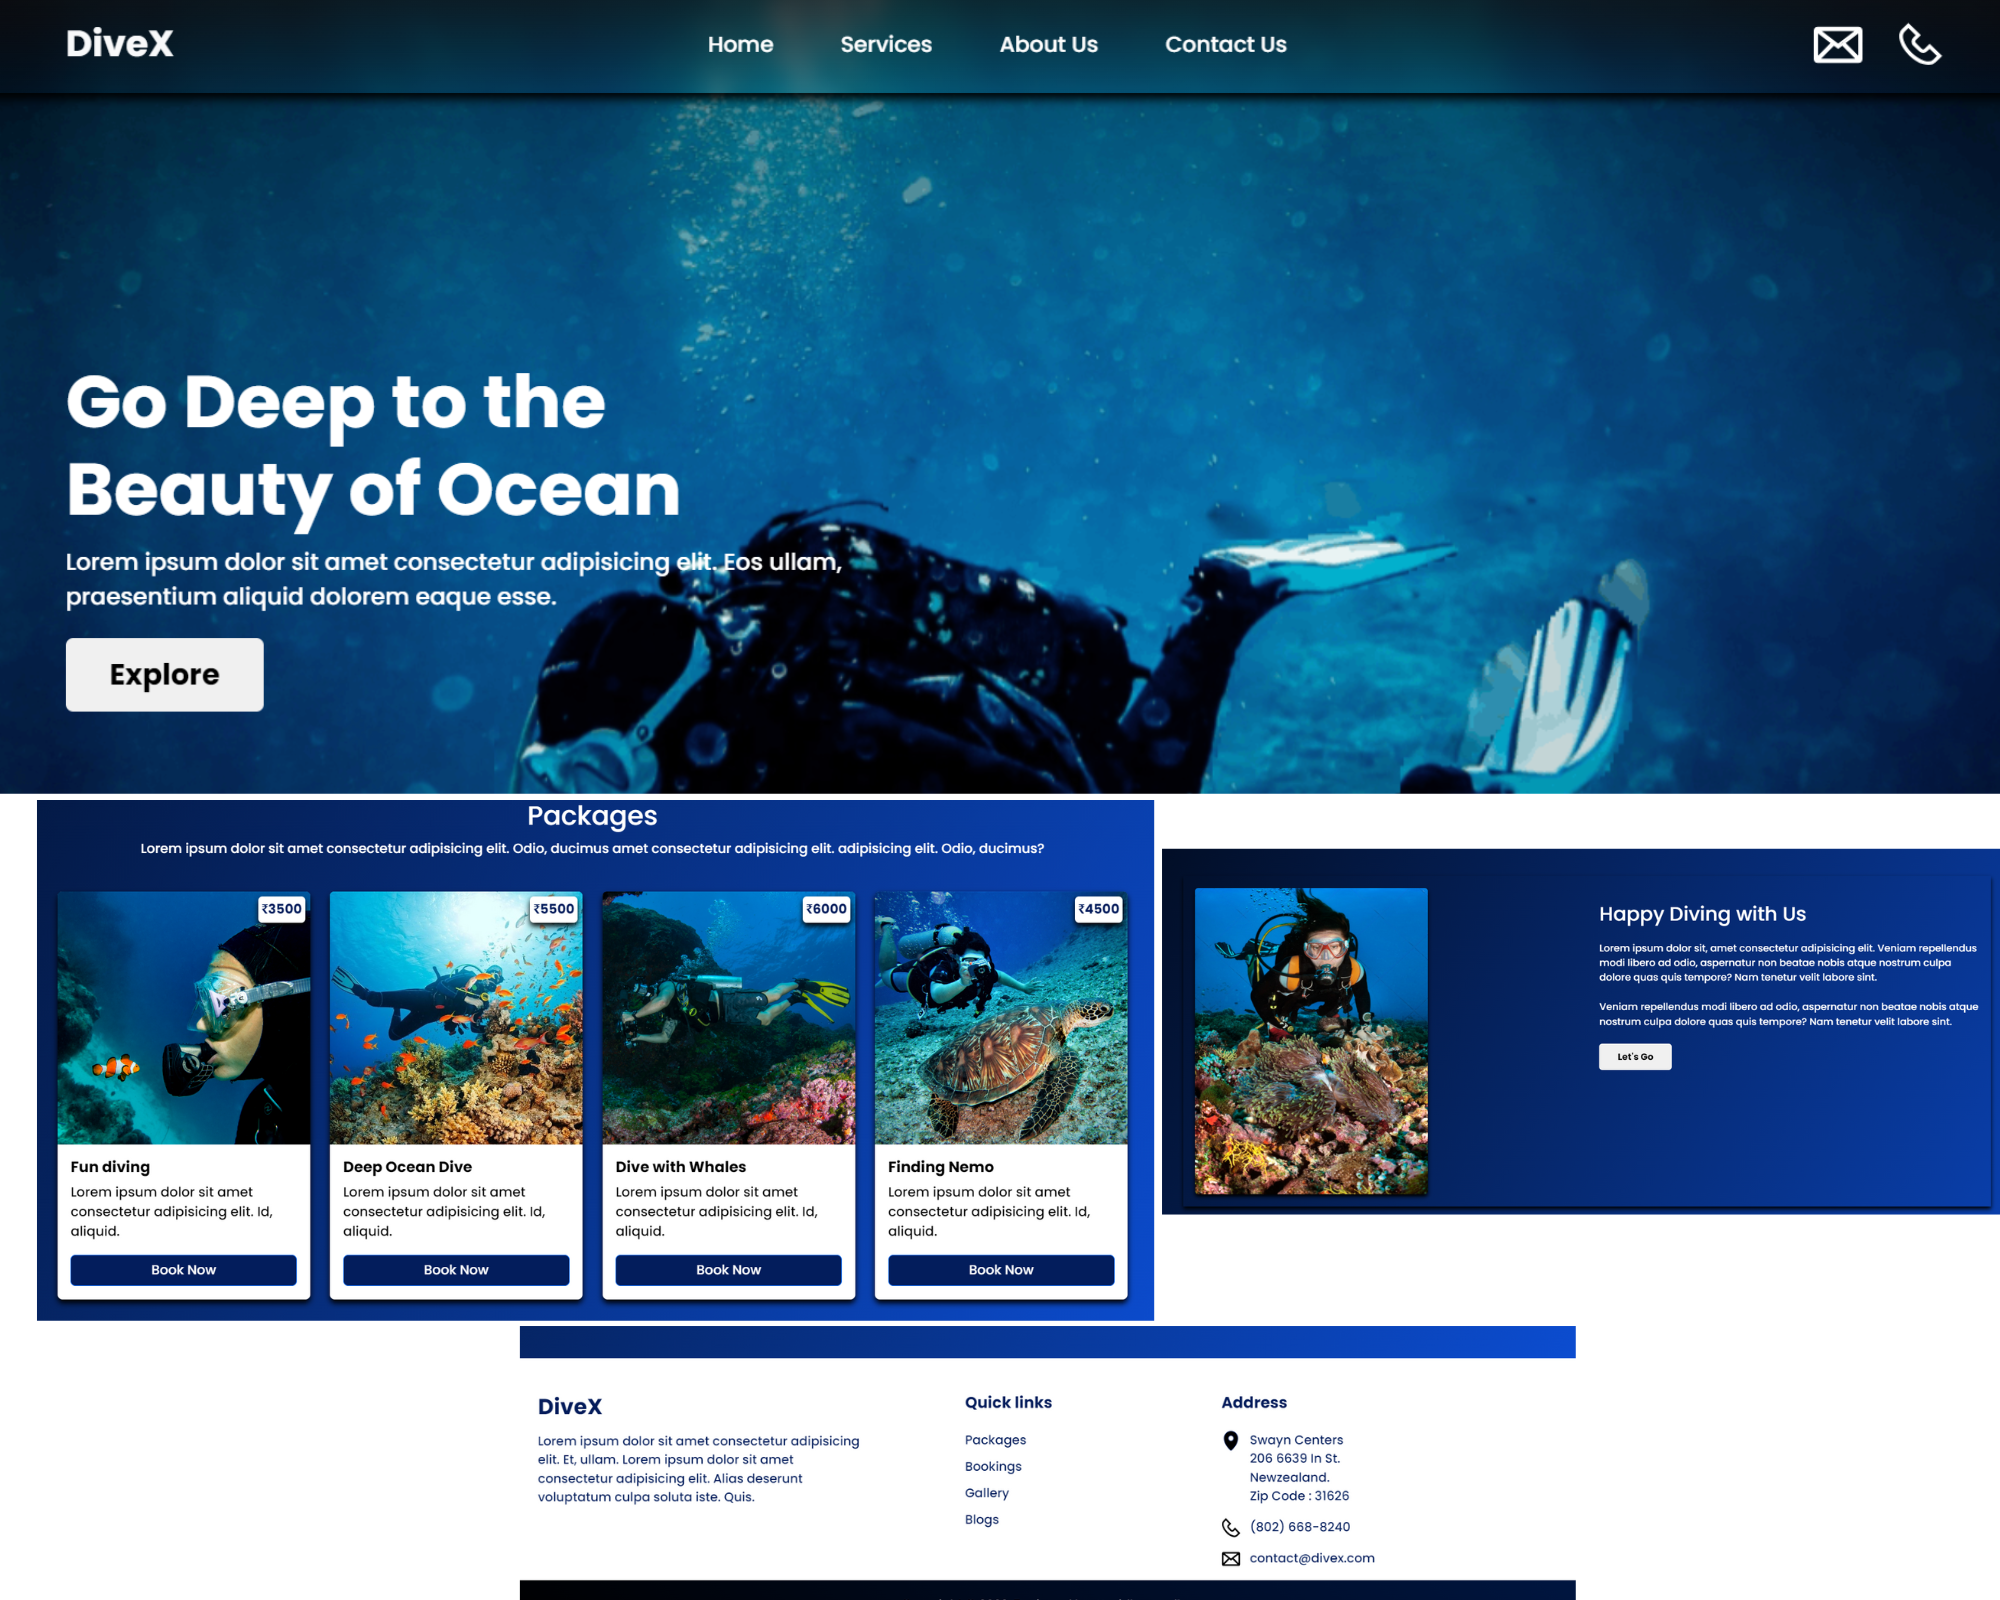 DiveX
Home Services About Us Contact Us
Go Deep to the
Beauty of Ocean
Lorem ipsum dolor sit amet consectetur adipisicing elit. Eos ullam,
praesentium aliquid dolorem eaque esse.
Explore
Packages
Lorem ipsum dolor sit amet consectetur adipisicing elit. Odio, ducimus amet consectetur adipisicing elit. adipisicing elit. Odio, ducimus?
₹3500
Fun diving
Lorem ipsum dolor sit amet
consectetur adipisicing elit. Id,
aliquid.
Book Now
₹5500
Deep Ocean Dive
Lorem ipsum dolor sit amet
consectetur adipisicing elit. Id,
aliquid.
Book Now
₹6000
Dive with Whales
Lorem ipsum dolor sit amet
consectetur adipisicing elit. Id,
aliquid.
Book Now
₹4500
Finding Nemo
Lorem ipsum dolor sit amet
consectetur adipisicing elit. Id,
aliquid.
Book Now
Happy Diving with Us
Lorem ipsum dolor sit, amet consectetur adipisicing elit. Veniam repellendus
modi libero ad odio, aspernatur non beatae nobis atque nostrum culpa
dolore quas quis tempore? Nam tenetur velit labore sint.
Veniam repellendus modi libero ad odio, aspernatur non beatae nobis atque
nostrum culpa dolore quas quis tempore? Nam tenetur velit labore sint.
Let's Go
DiveX
Lorem ipsum dolor sit amet consectetur adipisicing
elit. Et, ullam. Lorem ipsum dolor sit amet
consectetur adipisicing elit. Alias deserunt
voluptatum culpa soluta iste. Quis.
Quick links
Packages
Bookings
Gallery
Blogs
Address
Swayn Centers
206 6639 In St.
Newzealand.
Zip Code : 31626
(802) 668-8240
contact@divex.com